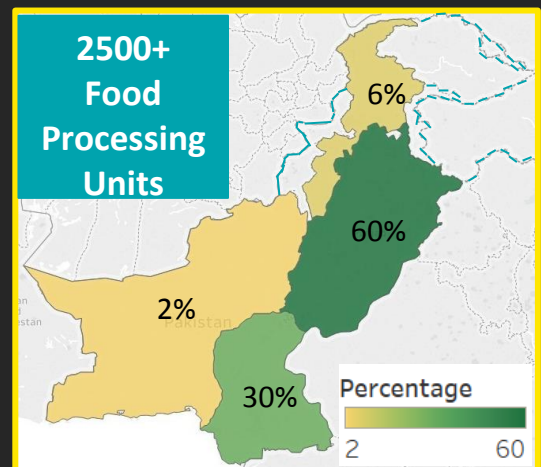 2500+
Food
Processing
Units
6%
60%
2%
Pakistan
30%
Percentage
2 60